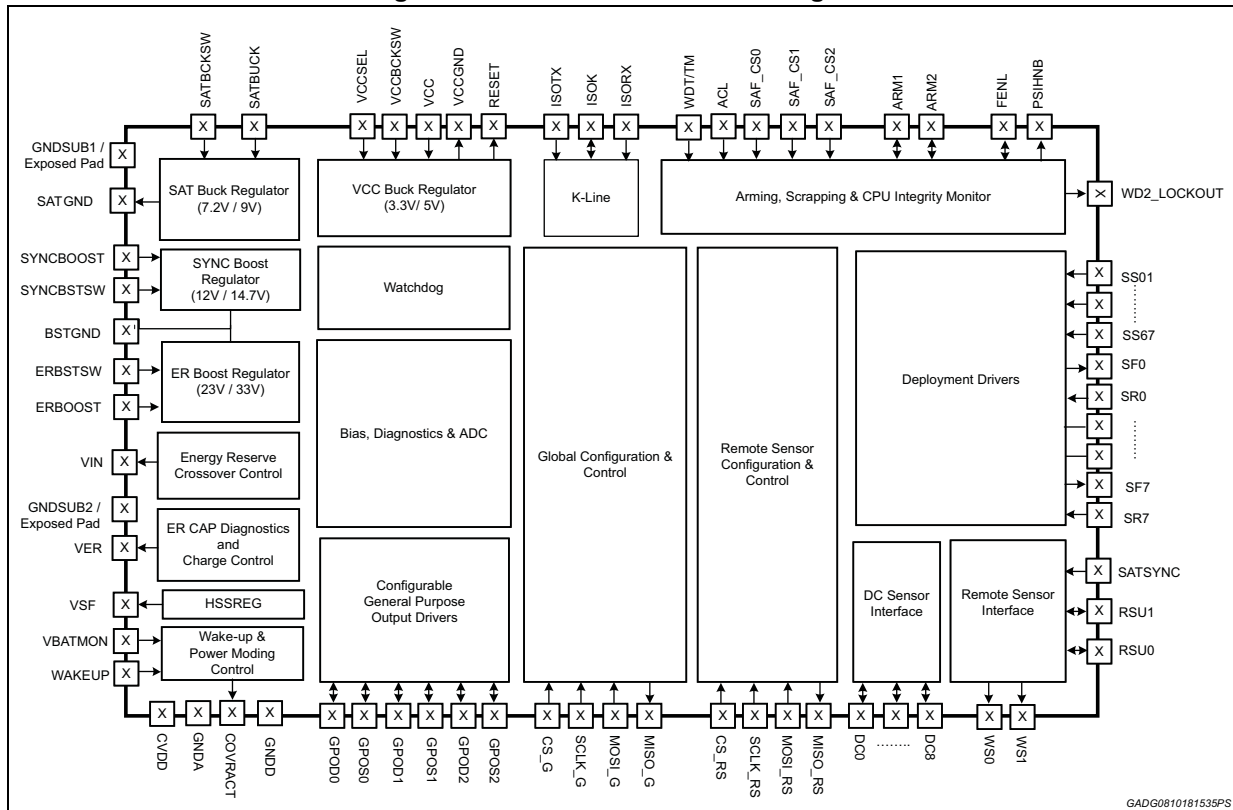 SATBCKSW
SATBUCK
VCCSEL
VCCBCKSW
VCC
VCCGND
RESET
ISOTX
ISOK
ISORX
WDT/TM
ACL
SAF_CS0
SAF_CS1
SAF_CS2
ARM1
ARM2
FENL
PSIHNB
X X X X X X X X X X X X X X X X X X X
GNDSUB1 /
Exposed Pad
X
SATGND
X
SAT Buck Regulator
(7.2V / 9V)
VCC Buck Regulator
(3.3V/ 5V)
K-Line
Arming, Scrapping & CPU Integrity Monitor
X
WD2_LOCKOUT
SYNCBOOST
X
SYNCBSTSW
X
SYNC Boost
Regulator
(12V / 14.7V)
Watchdog
BSTGND
X
ERBSTSW
X
ERBOOST
X
ER Boost Regulator
(23V / 33V)
Bias, Diagnostics & ADC
Global Configuration &
Control
Remote Sensor
Configuration &
Control
Deployment Drivers
X
SS01
X
........
X
SS67
X
SF0
X
SR0
X
........
X
X
SF7
X
SR7
VIN
X
Energy Reserve
Crossover Control
GNDSUB2 /
Exposed Pad
X
VER
X
ER CAP Diagnostics
and
Charge Control
VSF
X
HSSREG
VBATMON
X
WAKEUP
X
Wake-up &
Power Moding
Control
Configurable
General Purpose
Output Drivers
DC Sensor
Interface
Remote Sensor
Interface
X
SATSYNC
X
RSU1
X
RSU0
X X X X X X X X X X X X X X X X X X X X X X X
CVDD
GNDA
COVRACT
GNDD
GPOD0
GPOS0
GPOD1
GPOS1
GPOD2
GPOS2
CS_G
SCLK_G
MOSI_G
MISO_G
CS_RS
SCLK_RS
MOSI_RS
MISO_RS
DC0
........
DC8
WS0
WS1
GADG0810181535PS